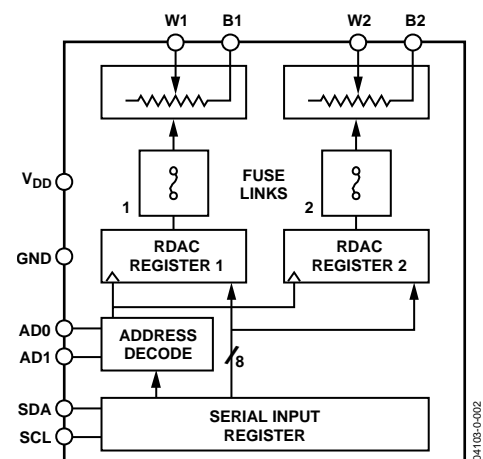 W1 B1 W2 B2
V_DD
FUSE
LINKS
1 2
GND
RDAC
REGISTER 1
RDAC
REGISTER 2
AD0
AD1
ADDRESS
DECODE
8
SDA
SCL
SERIAL INPUT
REGISTER
04103-0-002